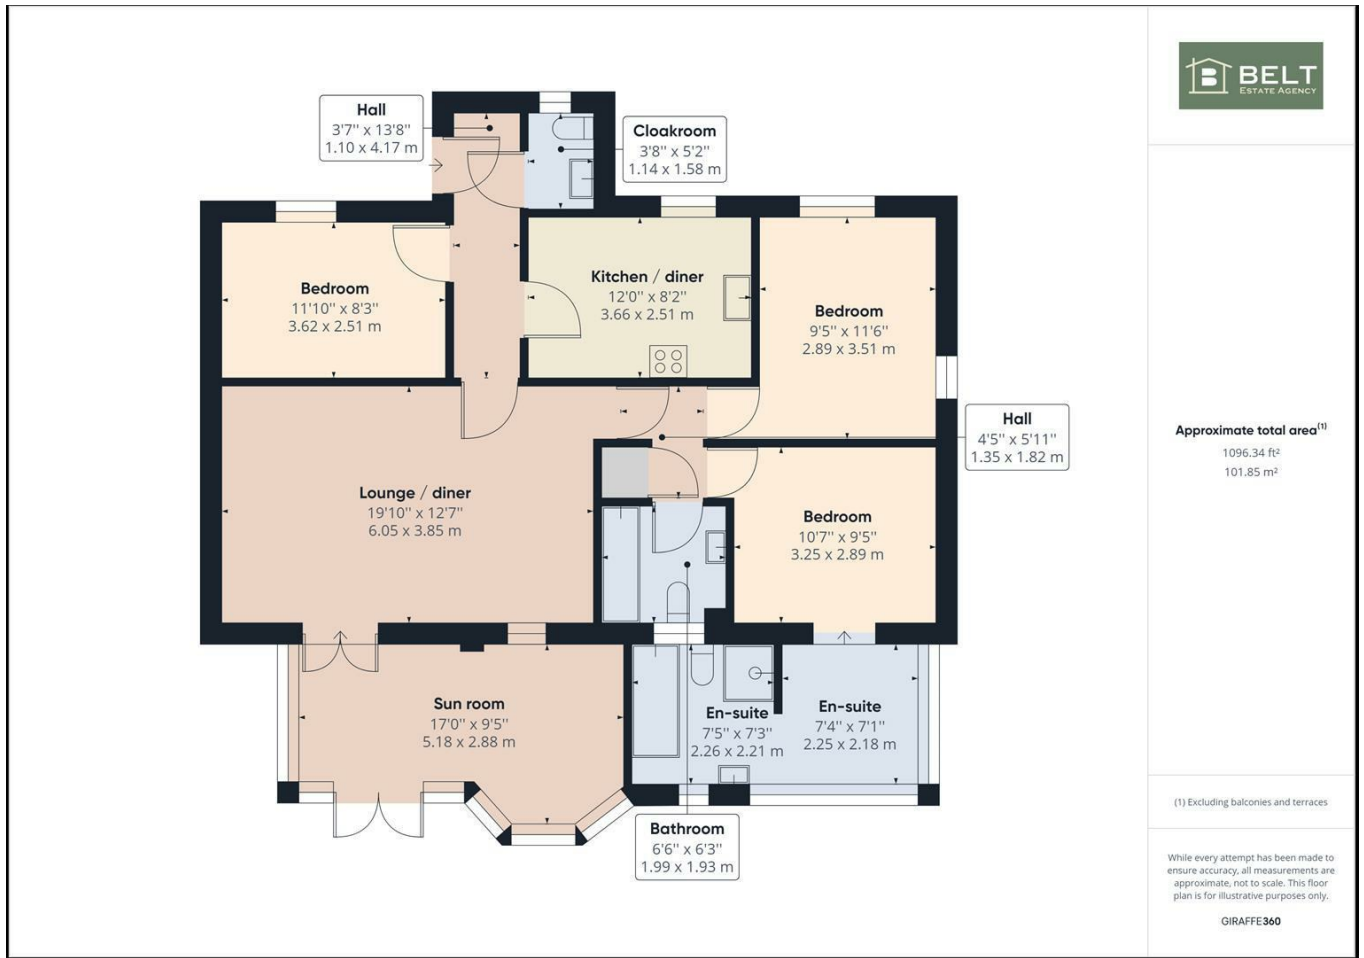 BELT
ESTATE AGENCY
Hall
3'7" x 13'8"
1.10 x 4.17 m
Cloakroom
3'8" x 5'2"
1.14 x 1.58 m
Bedroom
11'10" x 8'3"
3.62 x 2.51 m
Kitchen / diner
12'0" x 8'2"
3.66 x 2.51 m
Bedroom
9'5" x 11'6"
2.89 x 3.51 m
Hall
4'5" x 5'11"
1.35 x 1.82 m
Lounge / diner
19'10" x 12'7"
6.05 x 3.85 m
Bedroom
10'7" x 9'5"
3.25 x 2.89 m
Sun room
17'0" x 9'5"
5.18 x 2.88 m
En-suite
7'5" x 7'3"
2.26 x 2.21 m
En-suite
7'4" x 7'1"
2.25 x 2.18 m
Bathroom
6'6" x 6'3"
1.99 x 1.93 m
Approximate total area(1)
1096.34 ft²
101.85 m²
(1) Excluding balconies and terraces
While every attempt has been made to
ensure accuracy, all measurements are
approximate, not to scale. This floor
plan is for illustrative purposes only.
GIRAFFE360